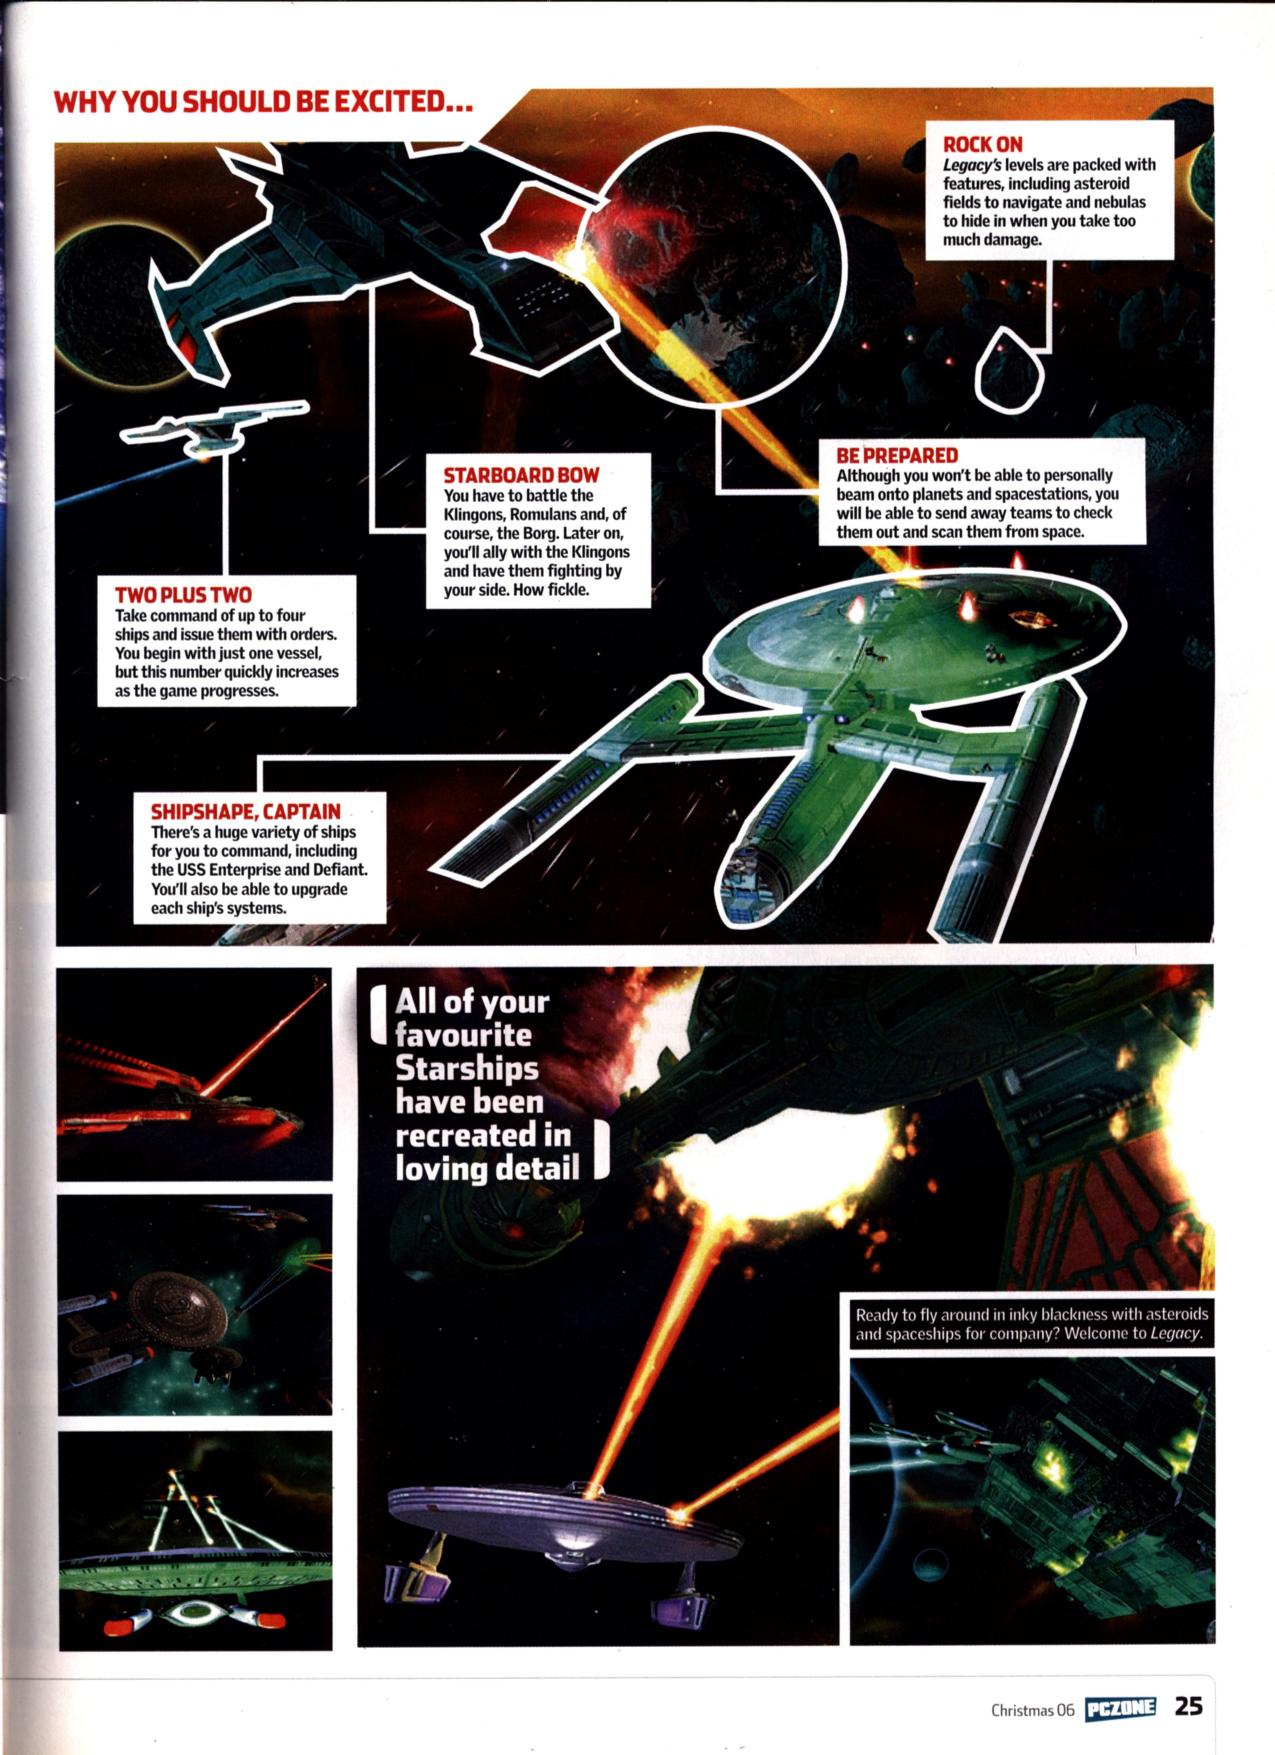 WHY YOU SHOULD BE EXCITED...
ROCK ON
Legacy's levels are packed with
features, including asteroid
fields to navigate and nebulas
to hide in when you take too
much damage.
BE PREPARED
Although you won't be able to personally
beam onto planets and spacestations, you
will be able to send away teams to check
them out and scan them from space.
STARBOARD BOW
You have to battle the
Klingons, Romulans and, of
course, the Borg. Later on,
you'll ally with the Klingons
and have them fighting by
your side. How fickle.
TWO PLUS TWO
Take command of up to four
ships and issue them with orders.
You begin with just one vessel,
but this number quickly increases
as the game progresses.
SHIPSHAPE, CAPTAIN
There's a huge variety of ships
for you to command, including
the USS Enterprise and Defiant.
You'll also be able to upgrade
each ship's systems.
All of your
favourite
Starships
have been
recreated in
loving detail
Ready to fly around in inky blackness with asteroids
and spaceships for company? Welcome to Legacy.
Christmas 06 PCZONE 25